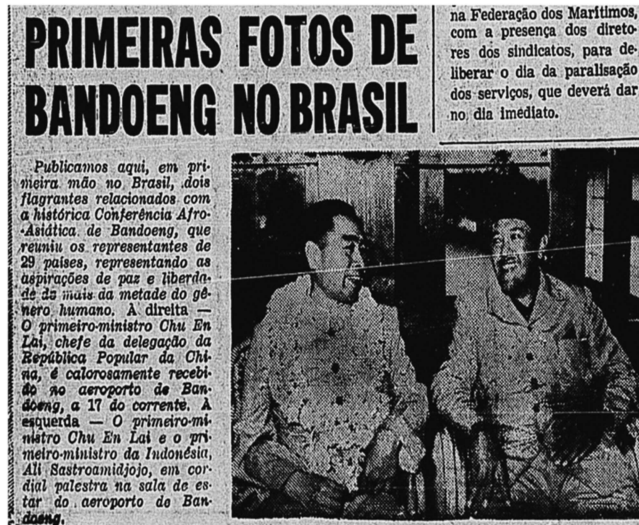 PRIMEIRAS FOTOS DE
BANDOENG NO BRASIL
na Federação dos Marítimos,
com a presença dos direto-
res dos sindicatos, para de-
liberar o dia da paralisação
dos serviços, que deverá dar
no, dia imediato.
Publicamos aqui, em pri-
meira mão no Brasil, dois
flagrantes relacionados com
a histórica Conferência Afro-
Asiática de Bandoeng, que
reuniu os representantes de
29 países, representando as
aspirações de paz e liberda-
de de mais da metade do gê-
nero humano. A direita —
O primeiro-ministro Chu En
Lai, chefe da delegação da
República Popular da Chi-
na, é calorosamente recebi-
do no aeroporto de Ban-
doeng, a 17 do corrente. A
esquerda — O primeiro-mi-
nistro Chu En Lai e o pri-
meiro-ministro da Indonésia,
Ali Sastroamidjojo, em cor-
dial palestra na sala de es-
tar do aeroporto de Ban-
doeng.